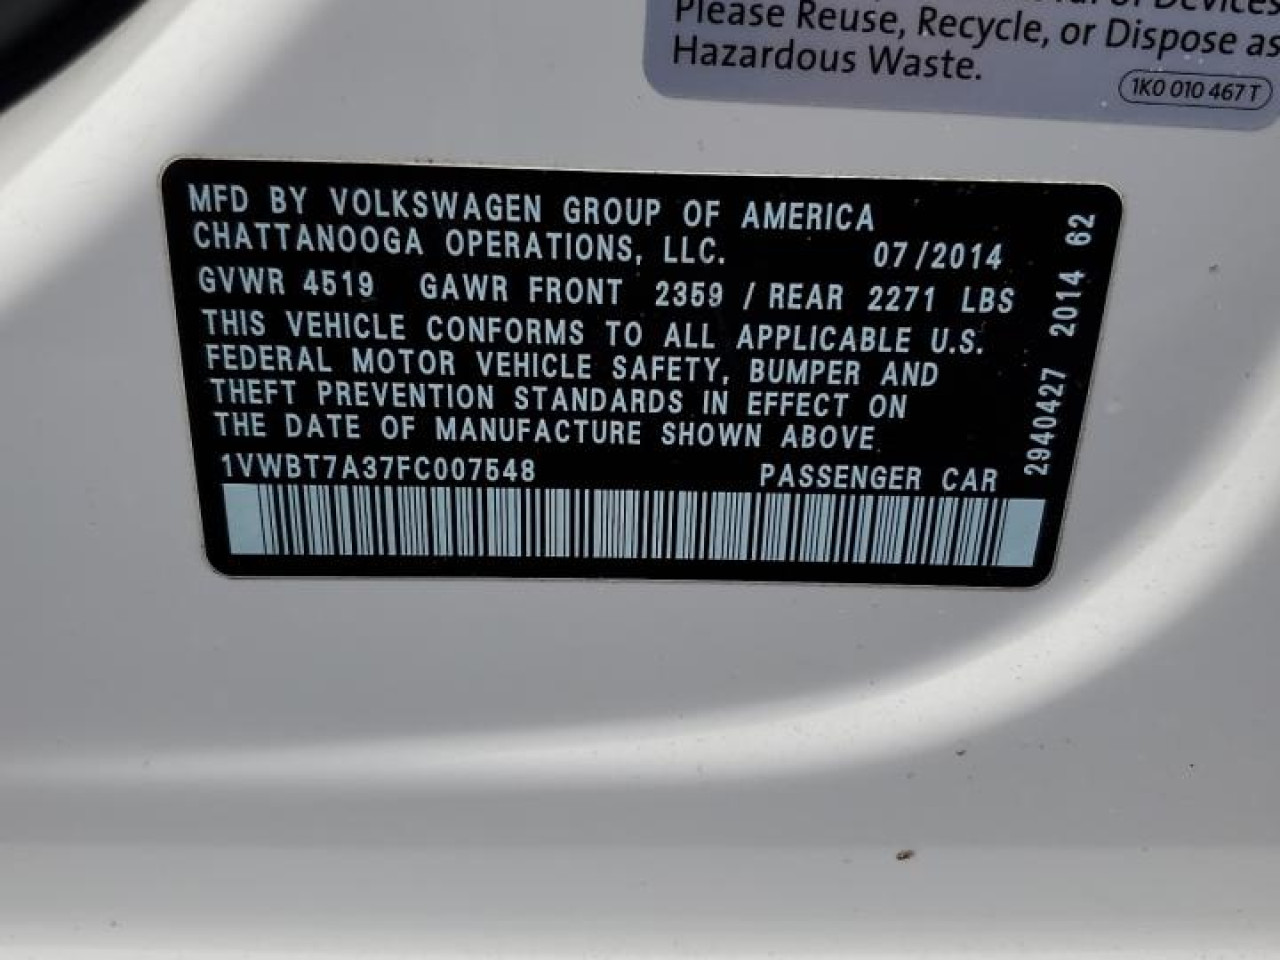 Please Reuse, Recycle, or Dispose as
Hazardous Waste.
1K0 010 467 T
MFD BY VOLKSWAGEN GROUP OF AMERICA
CHATTANOOGA OPERATIONS, LLC. 07/2014
GVWR 4519 GAWR FRONT 2359 / REAR 2271 LBS
THIS VEHICLE CONFORMS TO ALL APPLICABLE U.S.
FEDERAL MOTOR VEHICLE SAFETY, BUMPER AND
THEFT PREVENTION STANDARDS IN EFFECT ON
THE DATE OF MANUFACTURE SHOWN ABOVE
1VWBT7A37FC007548 PASSENGER CAR
2940427 2014 62